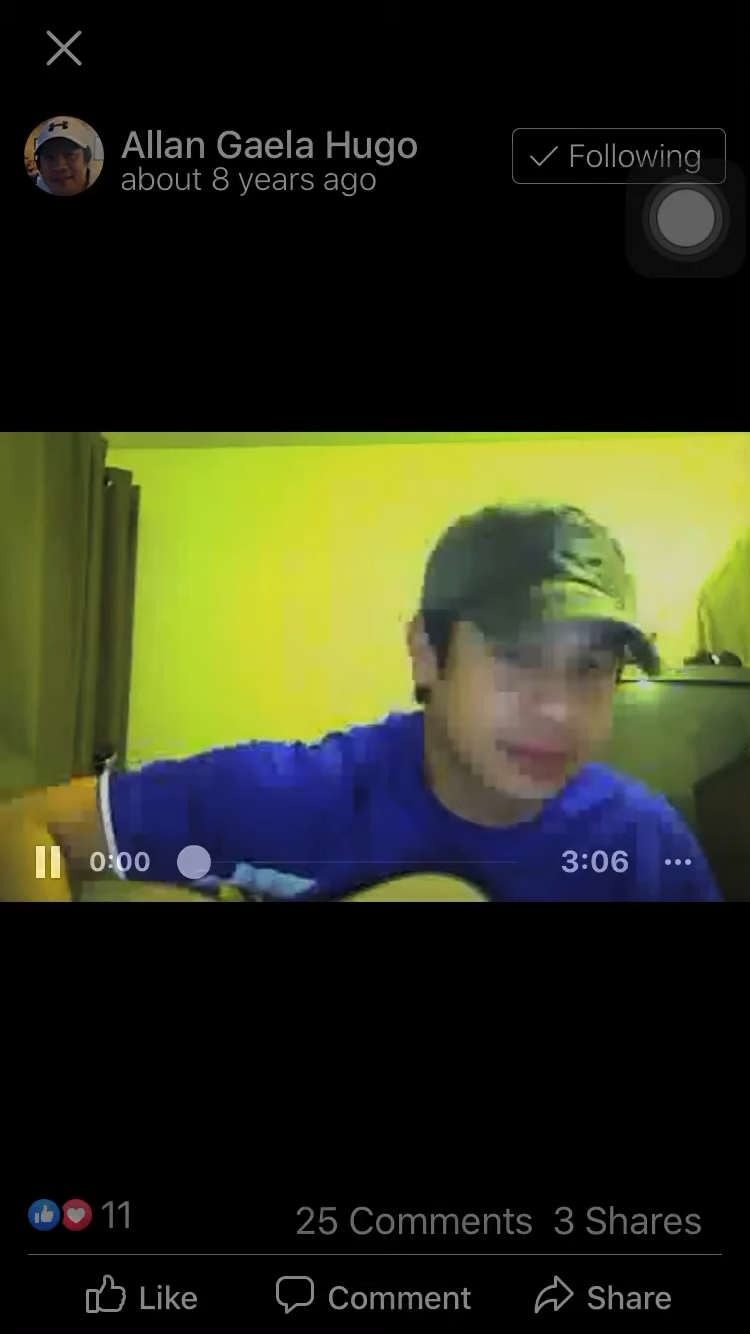 Allan Gaela Hugo
about 8 years ago
Following
0:00 3:06
11 25 Comments 3 Shares
Like Comment Share